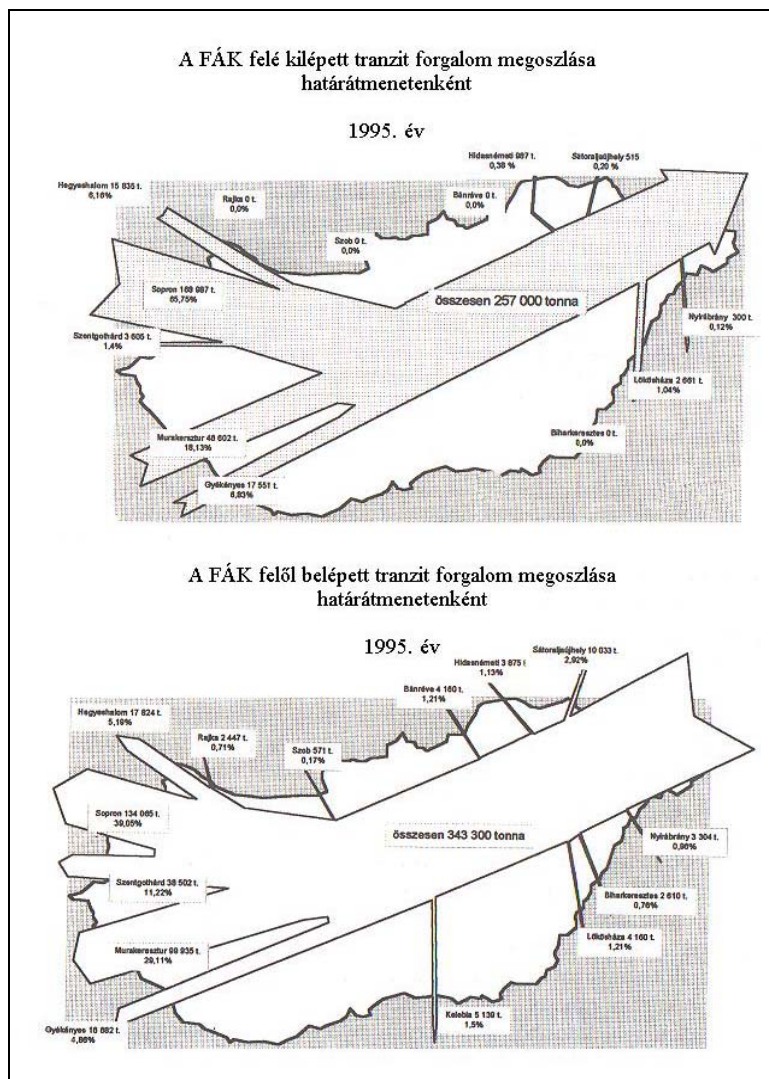 A FÁK felé kilépett tranzit forgalom megoszlása
határátmenetenként
1995. év
Hidasnémeti 987 t.
0,38 %
Sátoraljaújhely 515
0,20 %
Hegyeshalom 15 835 t.
6,16%
Rajka 0 t.
0,0%
Bánréve 0 t.
0,0%
Szob 0 t.
0,0%
Sopron 168 987 t.
65,75%
összesen 257 000 tonna
Nyírábrány 300 t.
0,12%
Szentgotthárd 3 605 t.
1,4%
Lőkösháza 2 661 t.
1,04%
Murakeresztur 46 602 t.
18,13%
Biharkeresztes 0 t.
0,0%
Gyékényes 17 551 t.
6,83%
A FÁK felől belépett tranzit forgalom megoszlása
határátmenetenként
1995. év
Sátoraljaújhely 10 033 t.
2,92%
Hidasnémeti 3 875 t.
1,13%
Bánréve 4 160 t.
1,21%
Hegyeshalom 17 824 t.
5,19%
Rajka 2 447 t.
0,71%
Szob 571 t.
0,17%
Sopron 134 065 t.
39,05%
összesen 343 300 tonna
Nyírábrány 3 304 t.
0,96%
Szentgothárd 38 502 t.
11,22%
Biharkeresztes 2 610 t.
0,76%
Lőkösháza 4 160 t.
1,21%
Murakeresztur 99 935 t.
29,11%
Kelebia 5 139 t.
1,5%
Gyékényes 16 682 t.
4,86%